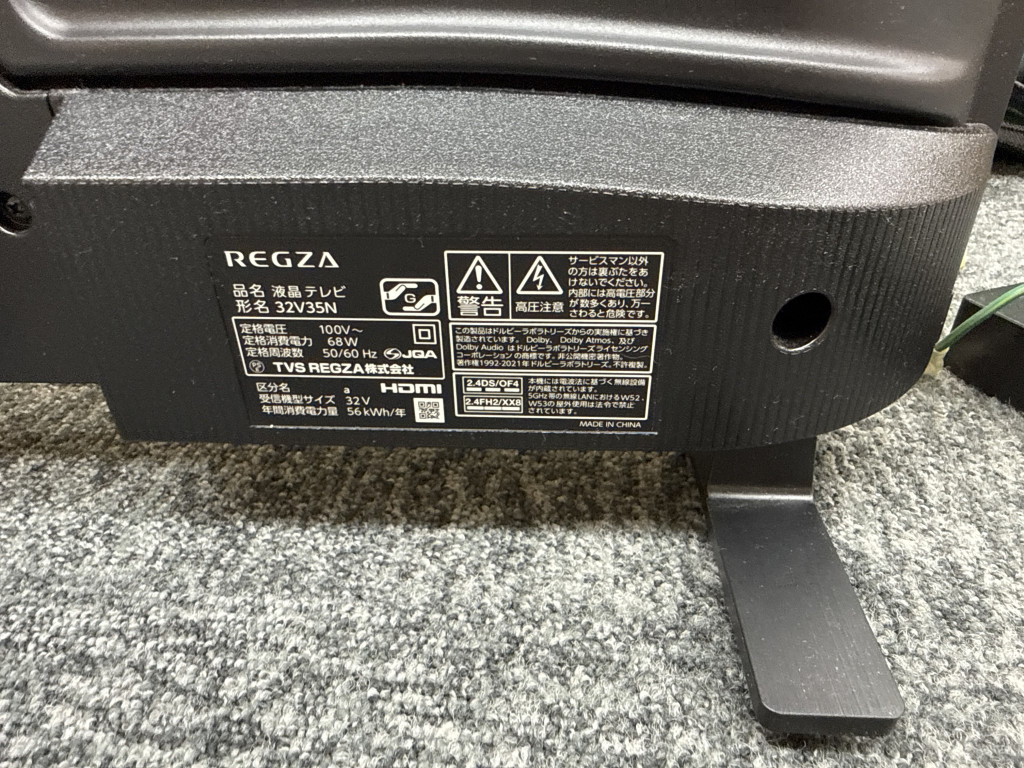 REGZA
品名 液晶テレビ
形名 32V35N
G
定格電圧 100V～
定格消費電力 68W
定格周波数 50/60 Hz JQA
TVS REGZA株式会社
区分名 a HDMI
受信機型サイズ 32V
年間消費電力量 56kWh/年
警告
高圧注意
サービスマン以外
の方は裏ぶたをあ
けないでください。
内部には高電圧部分
が数多くあり、万一
さわると危険です。
この製品はドルビーラボラトリーズからの実施権に基づき
製造されています。Dolby、Dolby Atmos、及び
Dolby Audio はドルビーラボラトリーズライセンシング
コーポレーションの商標です。非公開機密著作物。
著作権1992-2021年ドルビーラボラトリーズ。不許複製。
2.4DS/OF4
2.4FH2/XX8
本機には電波法に基づく無線設備
が内蔵されています。
5GHz 帯の無線LANにおけるW52、
W53の屋外使用は法令で禁止
されています。
MADE IN CHINA